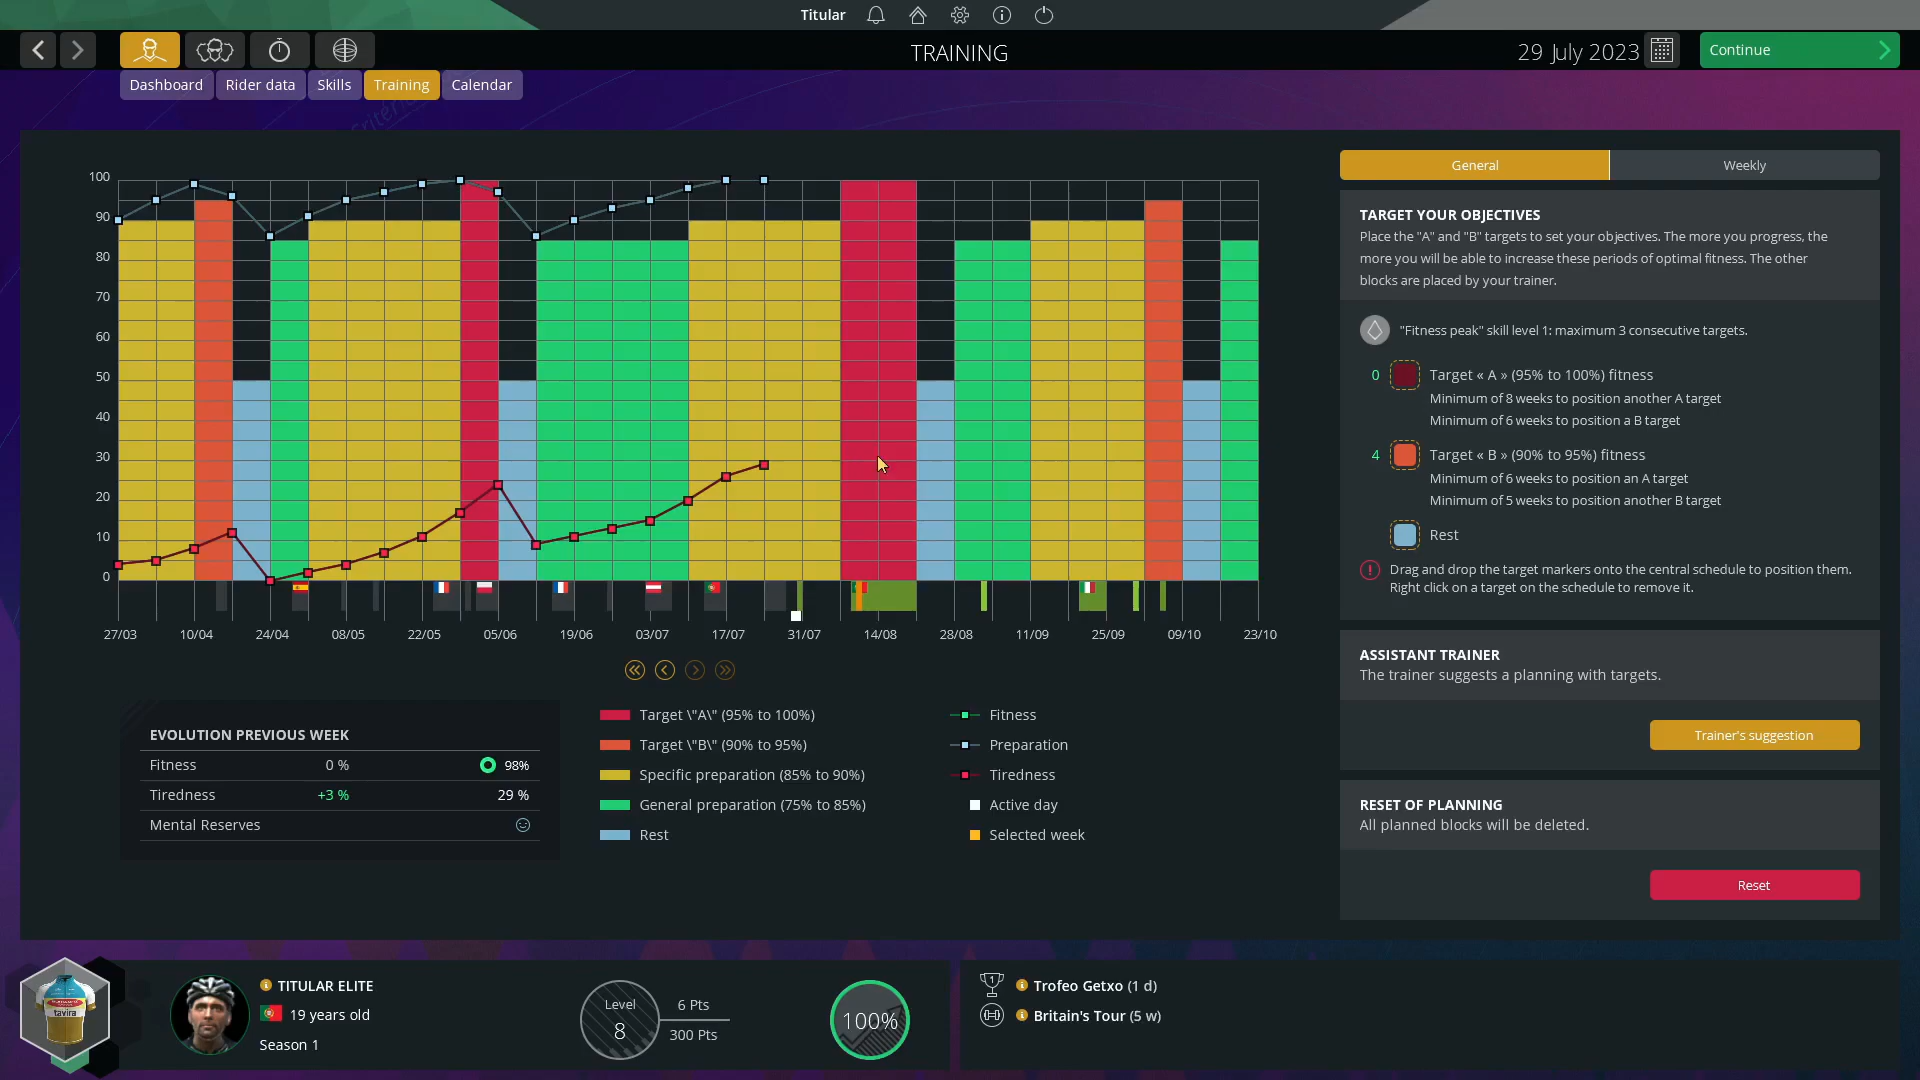 Titular
TRAINING
29 July 2023
Continue
Dashboard
Rider data
Skills
Training
Calendar
100
90
80
70
60
50
40
30
20
10
0
27/03
10/04
24/04
08/05
22/05
05/06
19/06
03/07
17/07
31/07
14/08
28/08
11/09
25/09
09/10
23/10
EVOLUTION PREVIOUS WEEK
Fitness 0 % 98%
Tiredness +3 % 29 %
Mental Reserves
Target \"A\" (95% to 100%)
Target \"B\" (90% to 95%)
Specific preparation (85% to 90%)
General preparation (75% to 85%)
Rest
Fitness
Preparation
Tiredness
Active day
Selected week
General
Weekly
TARGET YOUR OBJECTIVES
Place the "A" and "B" targets to set your objectives. The more you progress, the
more you will be able to increase these periods of optimal fitness. The other
blocks are placed by your trainer.
"Fitness peak" skill level 1: maximum 3 consecutive targets.
0 Target « A » (95% to 100%) fitness
Minimum of 8 weeks to position another A target
Minimum of 6 weeks to position a B target
4 Target « B » (90% to 95%) fitness
Minimum of 6 weeks to position an A target
Minimum of 5 weeks to position another B target
Rest
Drag and drop the target markers onto the central schedule to position them.
Right click on a target on the schedule to remove it.
ASSISTANT TRAINER
The trainer suggests a planning with targets.
Trainer's suggestion
RESET OF PLANNING
All planned blocks will be deleted.
Reset
tavira
TITULAR ELITE
19 years old
Season 1
Level
8
6 Pts
300 Pts
100%
1
Trofeo Getxo (1 d)
Britain's Tour (5 w)